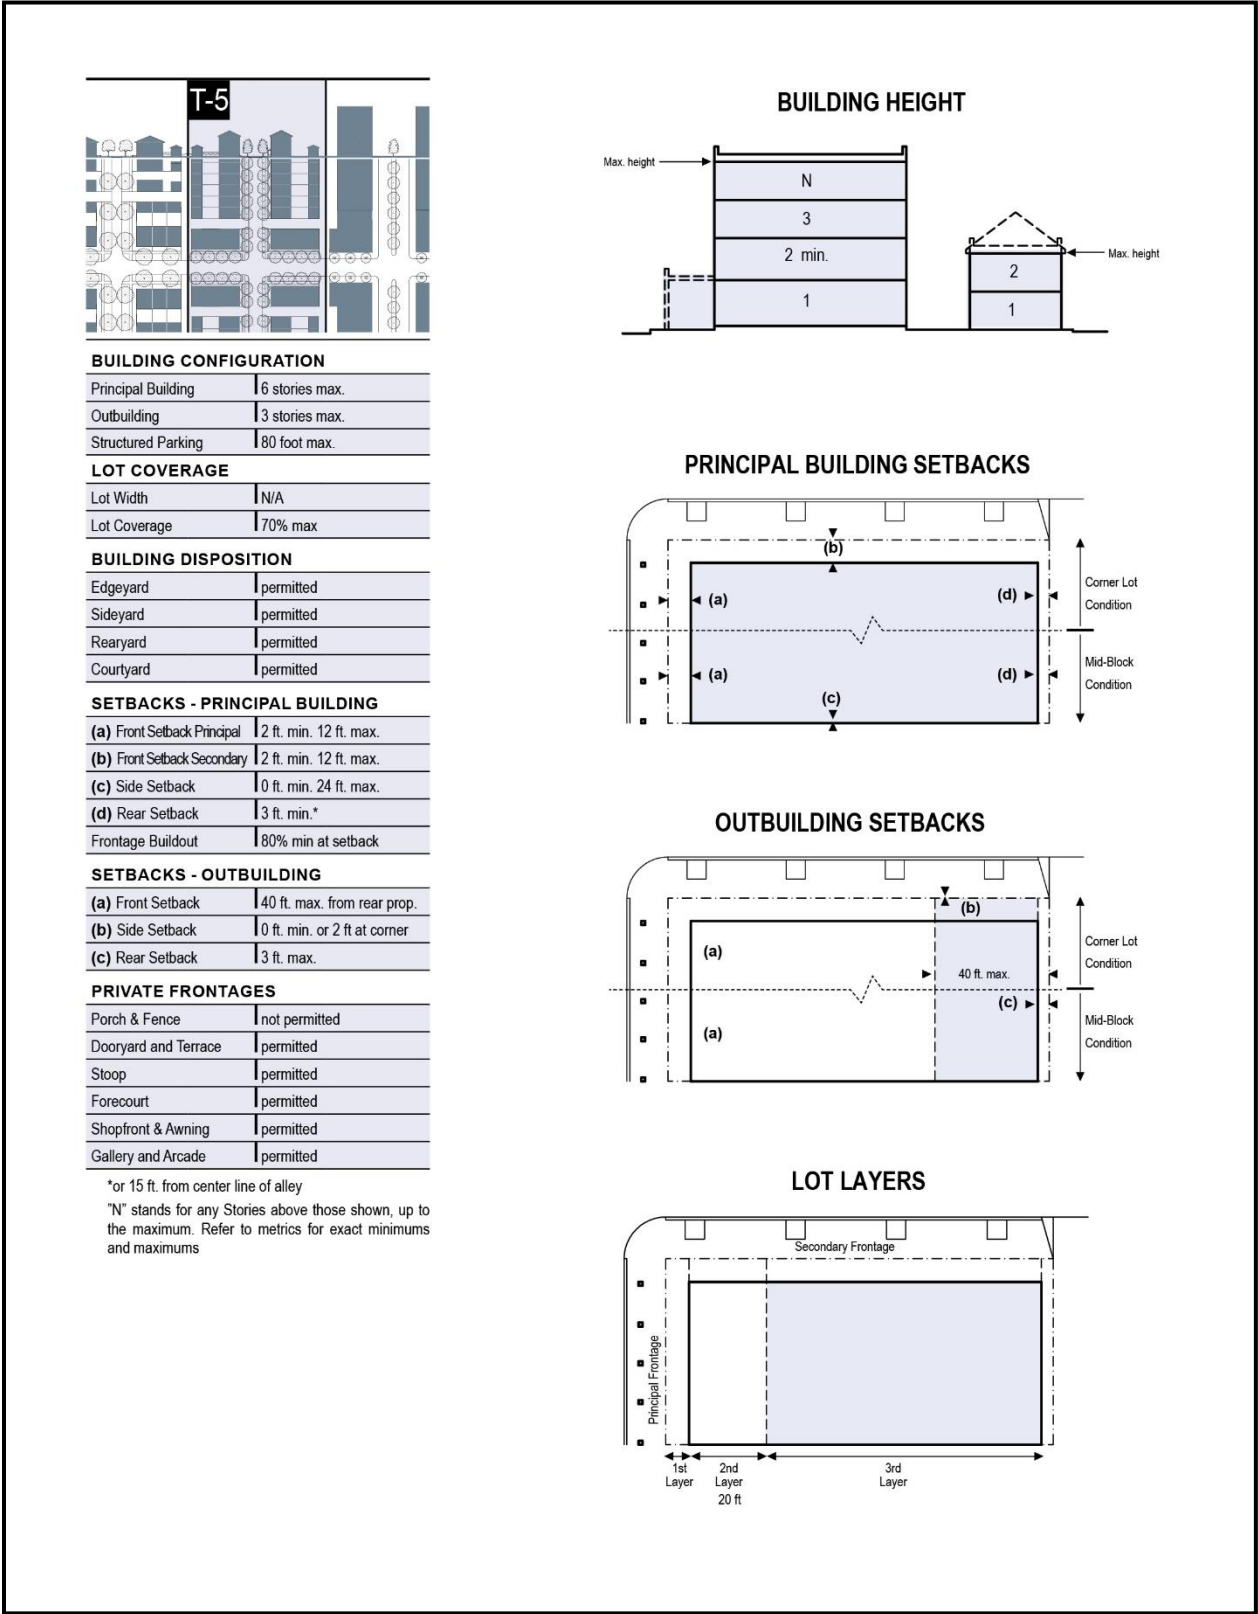 T-5
BUILDING CONFIGURATION
Principal Building 6 stories max.
Outbuilding 3 stories max.
Structured Parking 80 foot max.
LOT COVERAGE
Lot Width N/A
Lot Coverage 70% max
BUILDING DISPOSITION
Edgeyard permitted
Sideyard permitted
Rearyard permitted
Courtyard permitted
SETBACKS - PRINCIPAL BUILDING
(a) Front Setback Principal 2 ft. min. 12 ft. max.
(b) Front Setback Secondary 2 ft. min. 12 ft. max.
(c) Side Setback 0 ft. min. 24 ft. max.
(d) Rear Setback 3 ft. min.*
Frontage Buildout 80% min at setback
SETBACKS - OUTBUILDING
(a) Front Setback 40 ft. max. from rear prop.
(b) Side Setback 0 ft. min. or 2 ft at corner
(c) Rear Setback 3 ft. max.
PRIVATE FRONTAGES
Porch & Fence not permitted
Dooryard and Terrace permitted
Stoop permitted
Forecourt permitted
Shopfront & Awning permitted
Gallery and Arcade permitted
*or 15 ft. from center line of alley
"N" stands for any Stories above those shown, up to
the maximum. Refer to metrics for exact minimums
and maximums
BUILDING HEIGHT
Max. height
N
3
2 min.
1
Max. height
2
1
PRINCIPAL BUILDING SETBACKS
(b)
(a)
(d)
Corner Lot
Condition
(a)
(d)
Mid-Block
Condition
(c)
OUTBUILDING SETBACKS
(b)
(a)
40 ft. max.
Corner Lot
Condition
(c)
(a)
Mid-Block
Condition
LOT LAYERS
Secondary Frontage
Principal Frontage
1st
Layer
2nd
Layer
20 ft
3rd
Layer